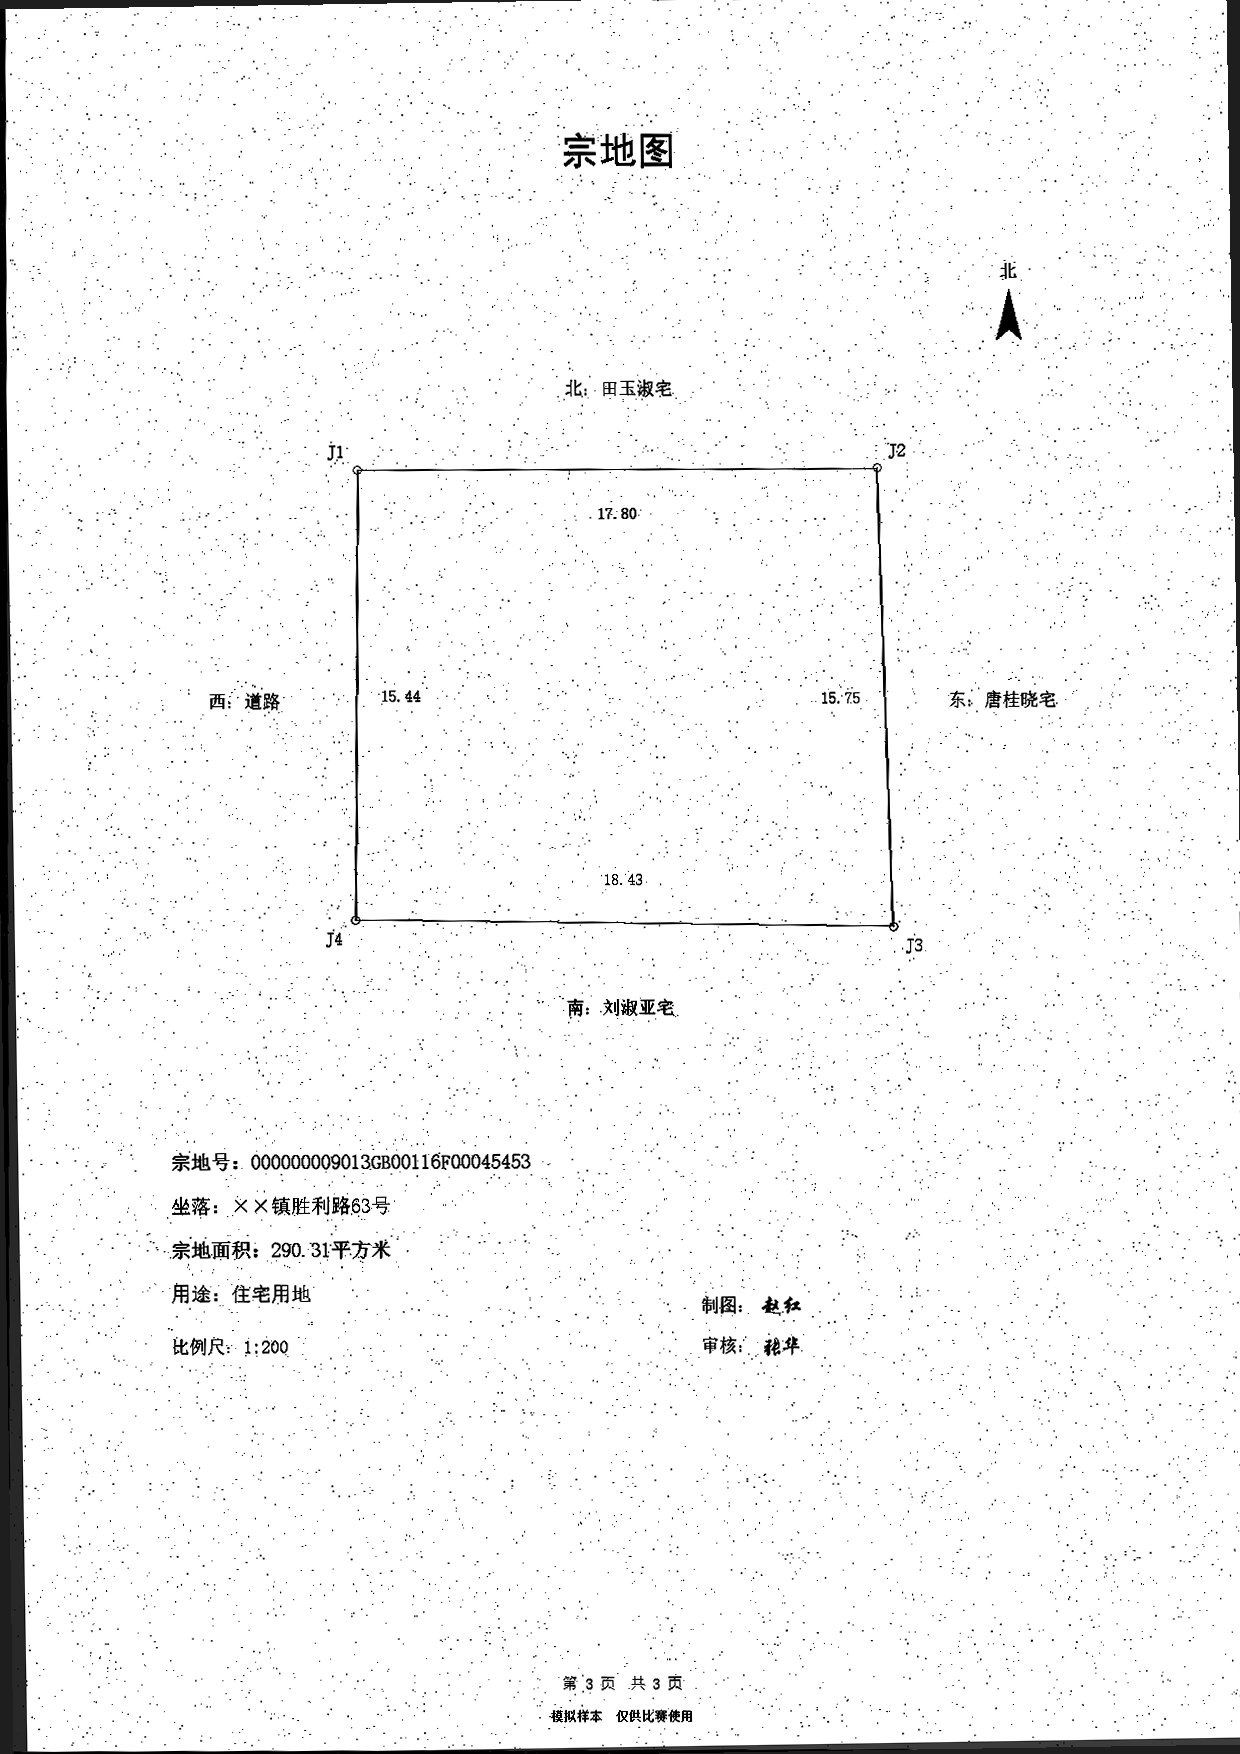 宗地图
北
北：田玉淑宅
J1
J2
17.80
西：道路
15.44
15.75
东：唐桂晓宅
18.43
J4
J3
南：刘淑亚宅
宗地号：000000009013GB00116F00045453
坐落：××镇胜利路63号
宗地面积：290.31平方米
用途：住宅用地
制图：赵红
比例尺：1:200
审核：张华
第 3 页 共 3 页
模拟样本 仅供比赛使用